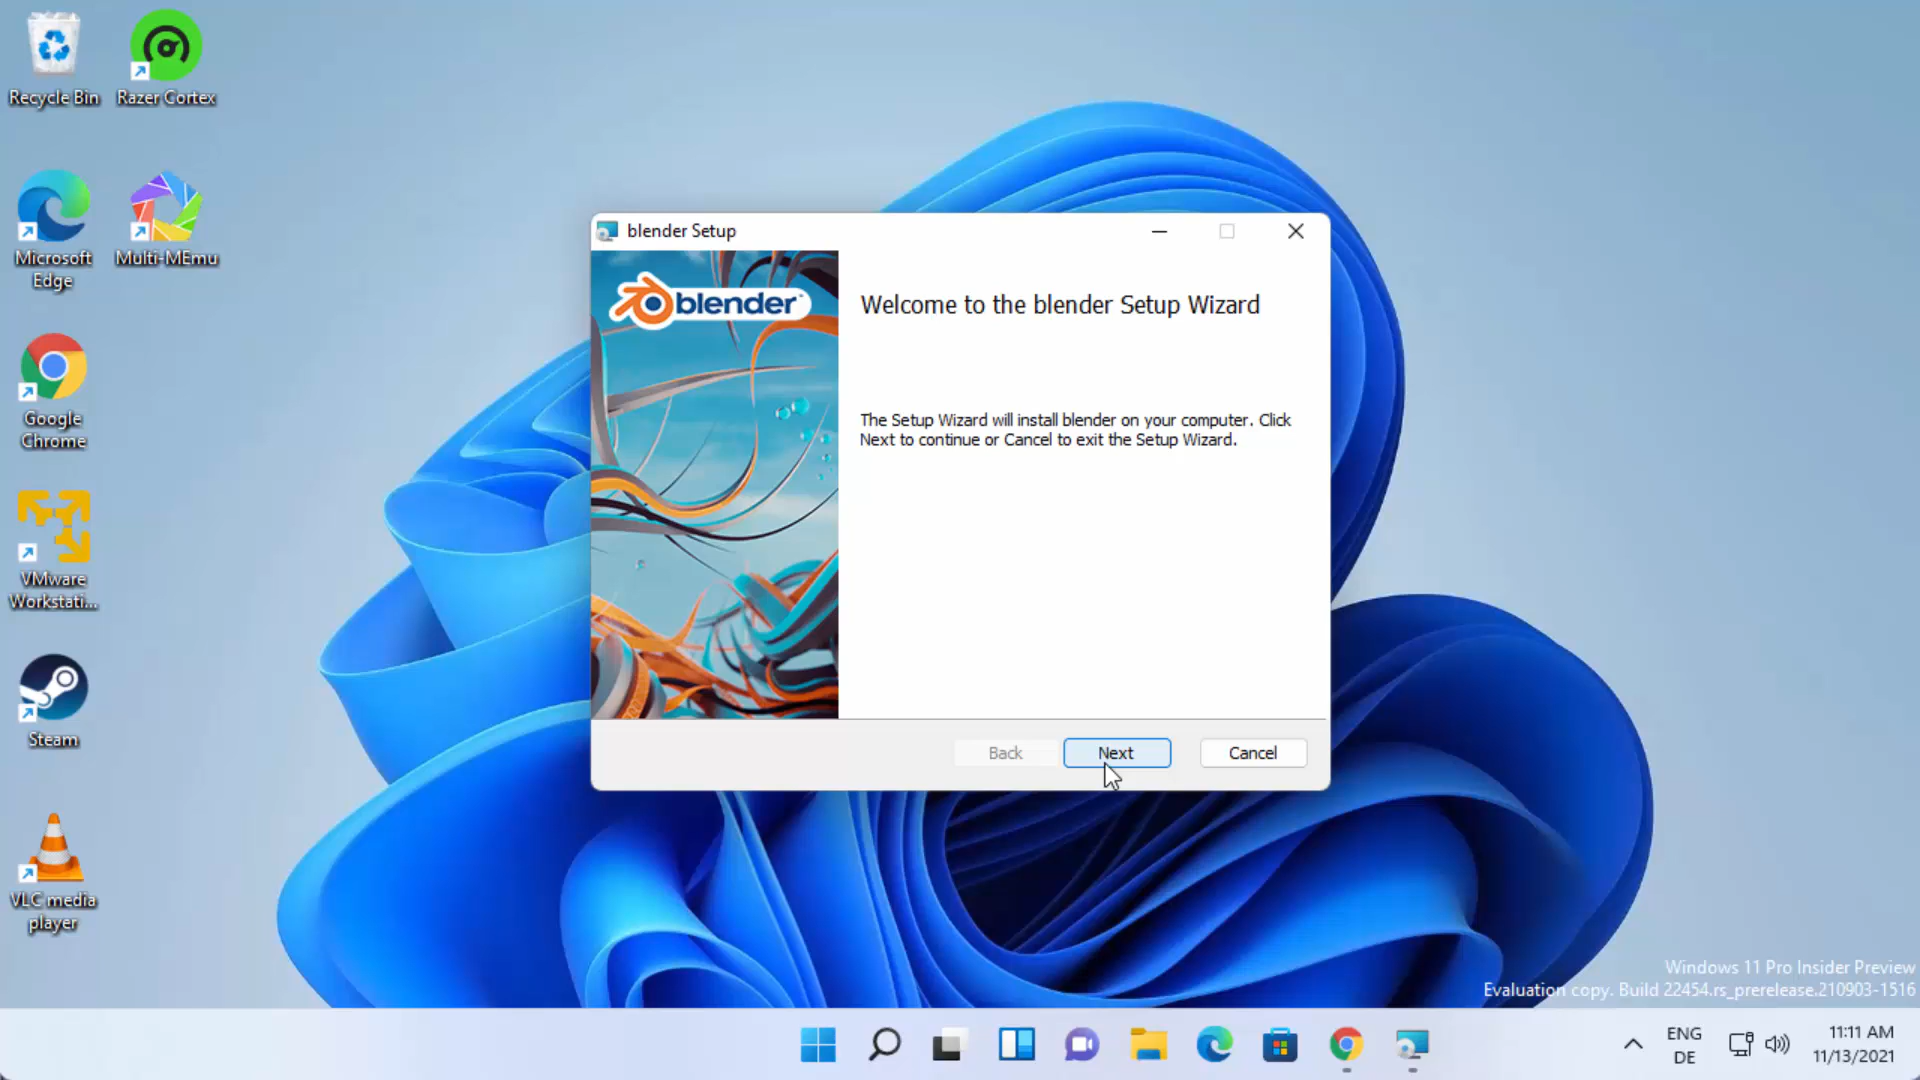 Recycle Bin
Razer Cortex
Microsoft
Edge
Multi-MEmu
Google
Chrome
VMware
Workstati...
Steam
VLC media
player
blender Setup
blender
Welcome to the blender Setup Wizard
The Setup Wizard will install blender on your computer. Click
Next to continue or Cancel to exit the Setup Wizard.
Back
Next
Cancel
Windows 11 Pro Insider Preview
Evaluation copy. Build 22454.rs_prerelease.210903-1516
ENG
DE
11:11 AM
11/13/2021